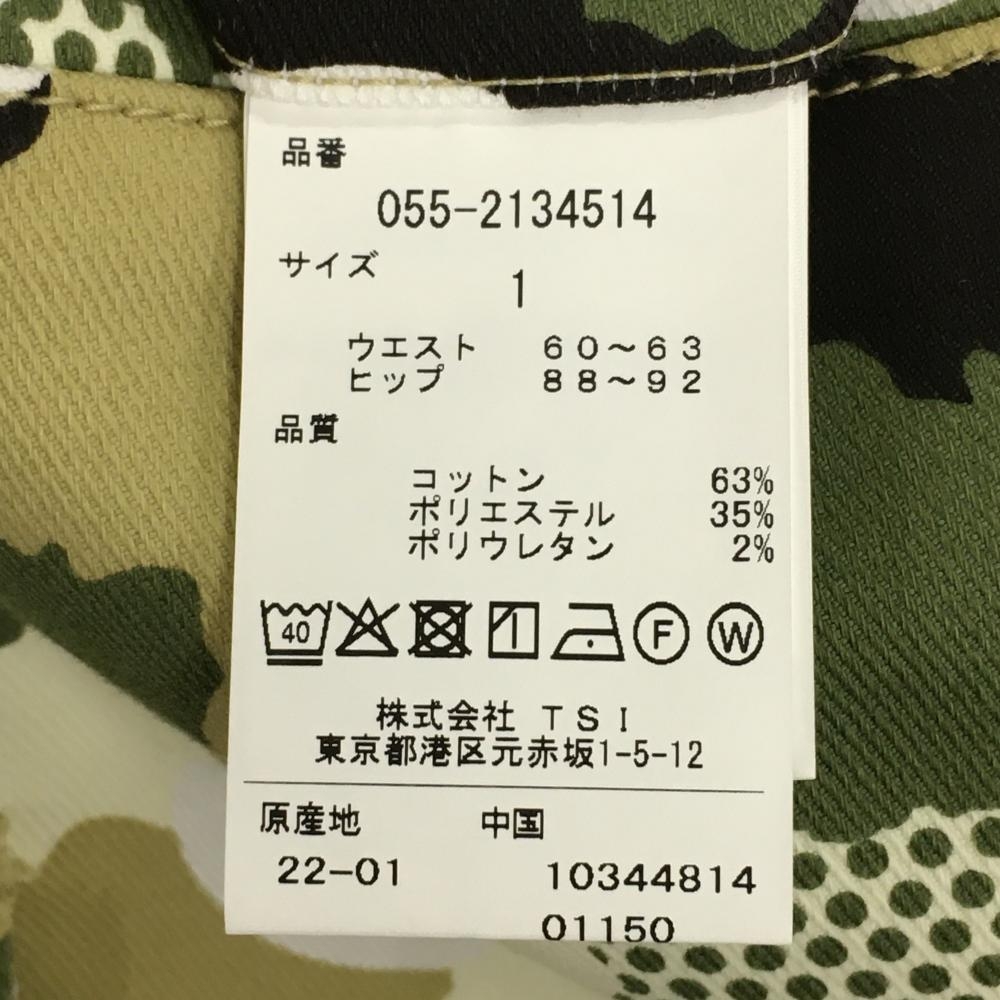 品番
055-2134514
サイズ
1
ウエスト 60～63
ヒップ 88～92
品質
コットン 63%
ポリエステル 35%
ポリウレタン 2%
40 F W
株式会社 TSI
東京都港区元赤坂1-5-12
原産地 中国
22-01 10344814
01150